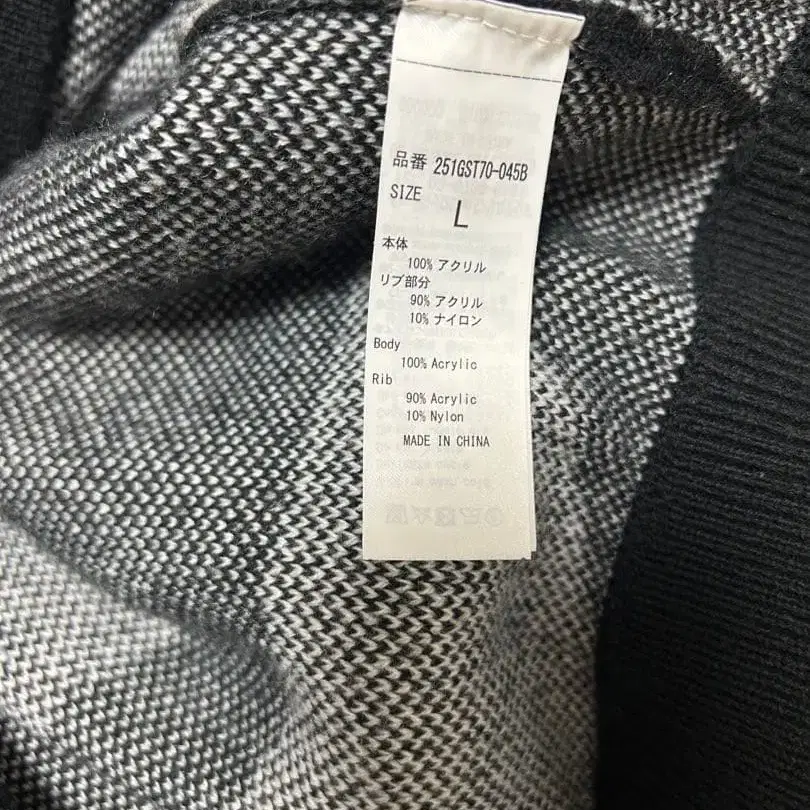 品番 251GST70-045B
SIZE
L
本体
100% アクリル
リブ部分
90% アクリル
10% ナイロン
Body
100% Acrylic
Rib
90% Acrylic
10% Nylon
MADE IN CHINA